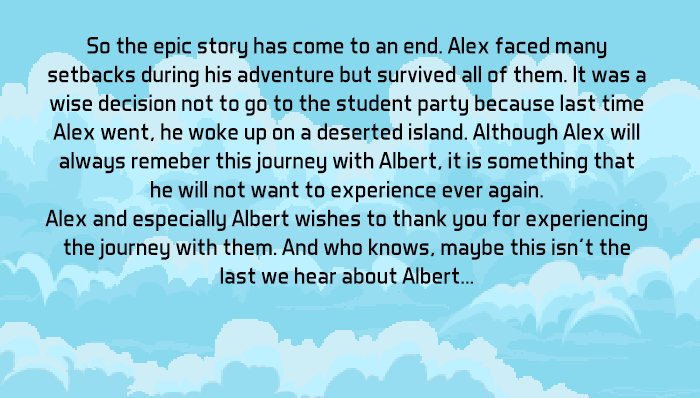 So the epic story has come to an end. Alex faced many
setbacks during his adventure but survived all of them. It was a
wise decision not to go to the student party because last time
Alex went, he woke up on a deserted island. Although Alex will
always remeber this journey with Albert, it is something that
he will not want to experience ever again.
Alex and especially Albert wishes to thank you for experiencing
the journey with them. And who knows, maybe this isn't the
last we hear about Albert...